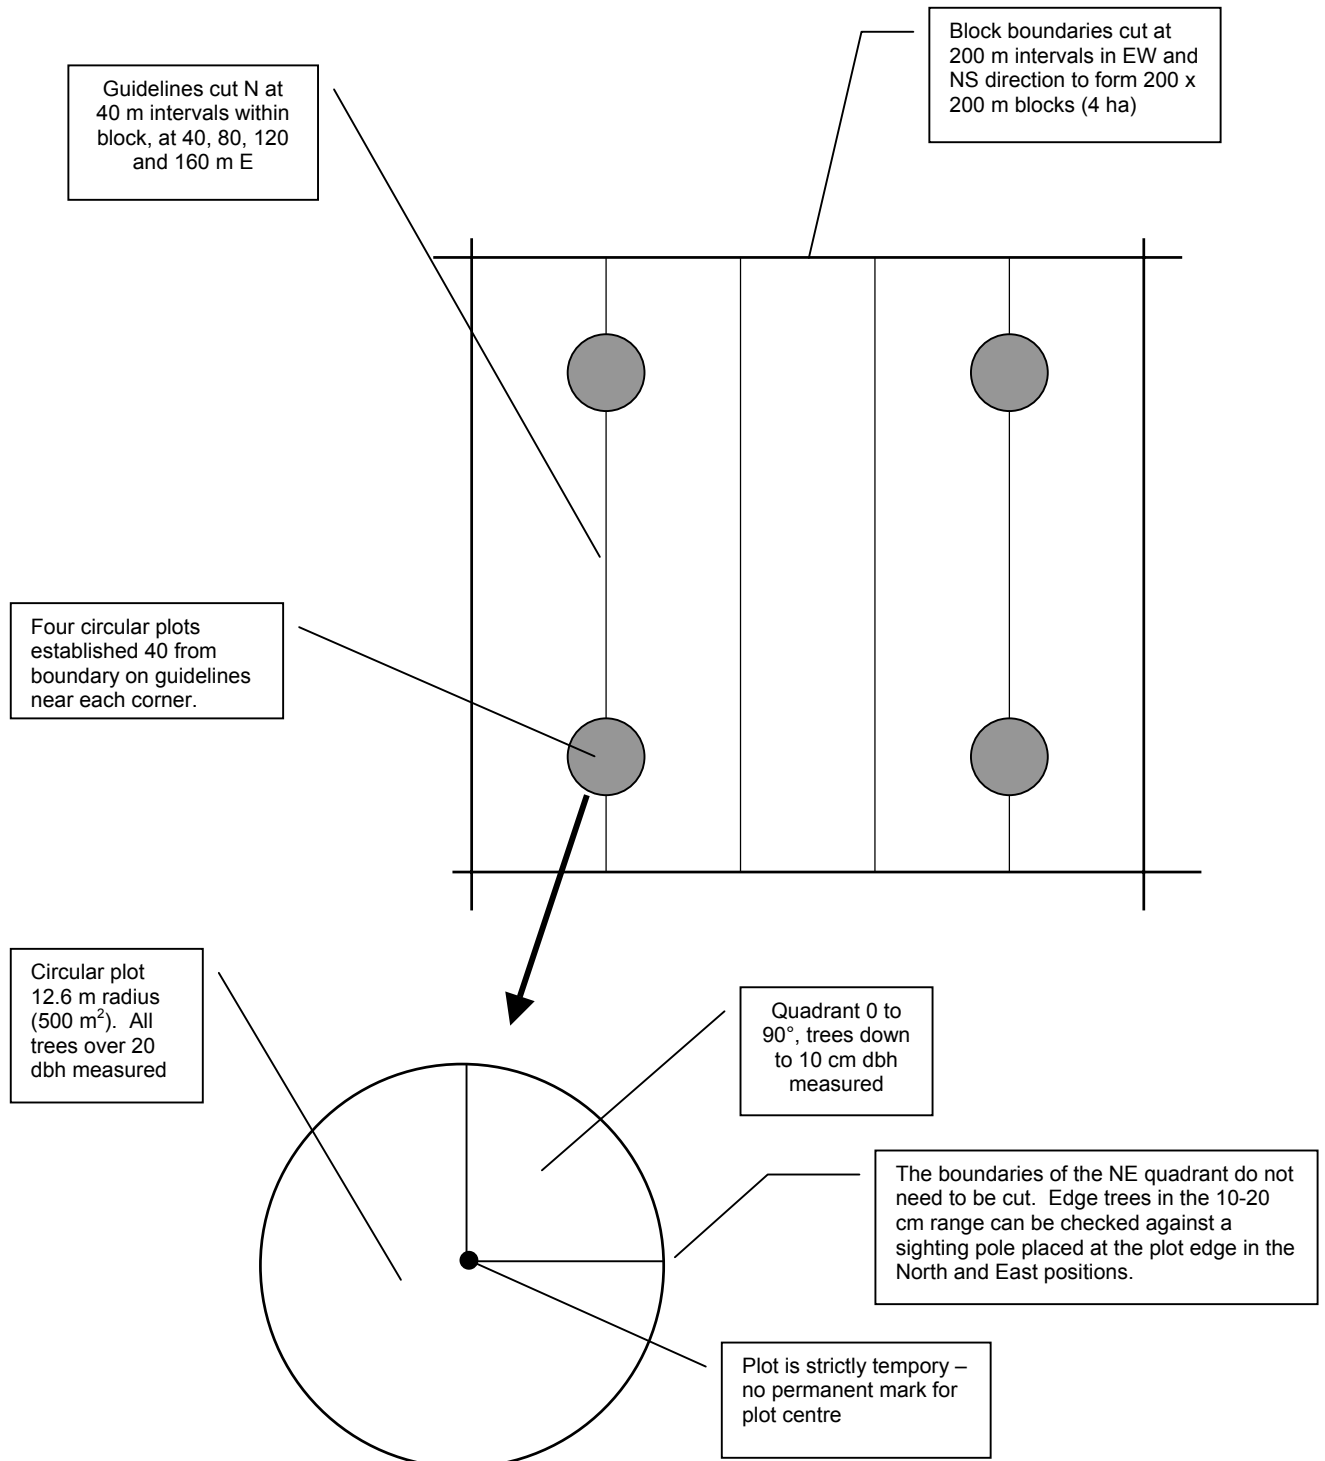 Block boundaries cut at
200 m intervals in EW and
NS direction to form 200 x
200 m blocks (4 ha)
Guidelines cut N at
40 m intervals within
block, at 40, 80, 120
and 160 m E
Four circular plots
established 40 from
boundary on guidelines
near each corner.
Circular plot
12.6 m radius
(500 m²).  All
trees over 20
dbh measured
Quadrant 0 to
90°, trees down
to 10 cm dbh
measured
The boundaries of the NE quadrant do not
need to be cut.  Edge trees in the 10-20
cm range can be checked against a
sighting pole placed at the plot edge in the
North and East positions.
Plot is strictly tempory –
no permanent mark for
plot centre